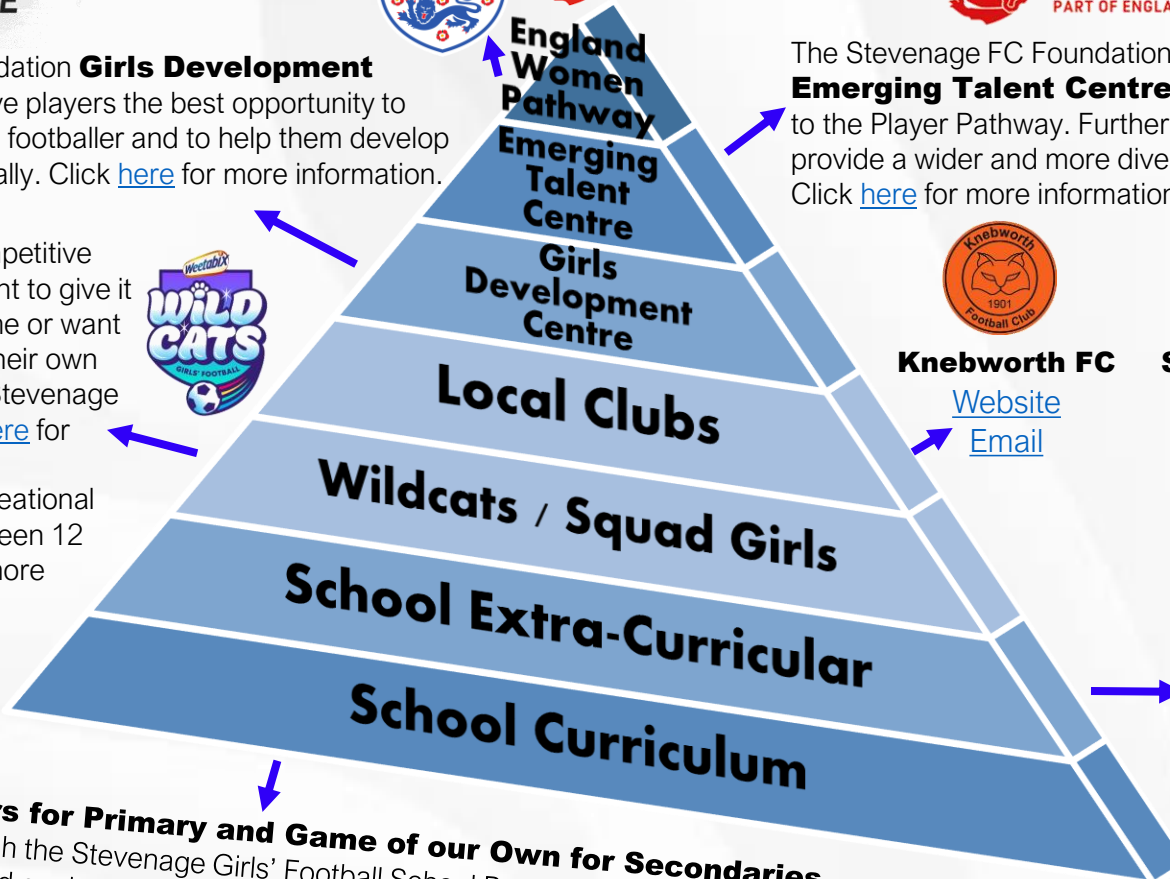 PART OF ENGLA
dation Girls Development
ve players the best opportunity to
footballer and to help them develop
ally. Click here for more information.
The Stevenage FC Foundation
Emerging Talent Centre
to the Player Pathway. Further
provide a wider and more dive
Click here for more information
petitive
nt to give it
ne or want
heir own
Stevenage
ere for
eational
een 12
more
Weetabix
WILD
CATS
GIRLS' FOOTBALL
Knebworth
1901
Football Club
Knebworth FC
Website
Email
England
Women
Pathway
Emerging
Talent
Centre
Girls
Development
Centre
Local Clubs
Wildcats / Squad Girls
School Extra-Curricular
School Curriculum
s for Primary and Game of our Own for Secondaries
h the Stevenage Girls' Football School